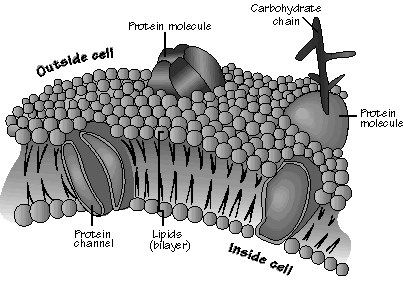 Carbohydrate
chain
Protein molecule
Outside cell
Protein
molecule
Protein
channel
Lipids
(bilayer)
Inside cell